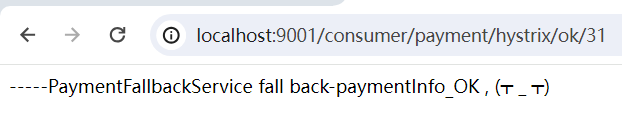 localhost:9001/consumer/payment/hystrix/ok/31
-----PaymentFallbackService fall back-paymentInfo_OK , (┬ _ ┬)